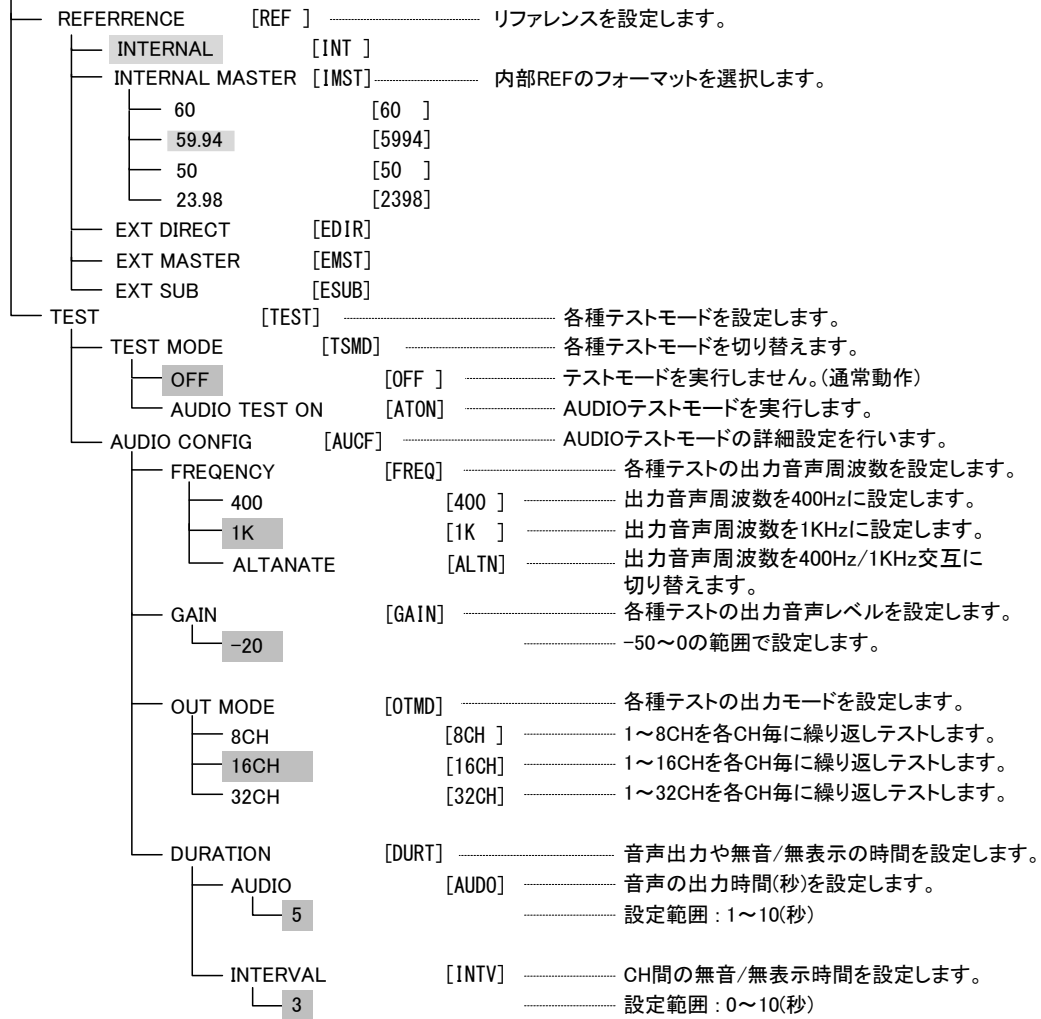 REFERRENCE [REF ] リファレンスを設定します。
INTERNAL [INT ]
INTERNAL MASTER [IMST] 内部REFのフォーマットを選択します。
60 [60  ]
59.94 [5994]
50 [50  ]
23.98 [2398]
EXT DIRECT [EDIR]
EXT MASTER [EMST]
EXT SUB [ESUB]
TEST [TEST] 各種テストモードを設定します。
TEST MODE [TSMD] 各種テストモードを切り替えます。
OFF [OFF ] テストモードを実行しません。(通常動作)
AUDIO TEST ON [ATON] AUDIOテストモードを実行します。
AUDIO CONFIG [AUCF] AUDIOテストモードの詳細設定を行います。
FREQENCY [FREQ] 各種テストの出力音声周波数を設定します。
400 [400 ] 出力音声周波数を400Hzに設定します。
1K [1K  ] 出力音声周波数を1KHzに設定します。
ALTANATE [ALTN] 出力音声周波数を400Hz/1KHz交互に
切り替えます。
GAIN [GAIN] 各種テストの出力音声レベルを設定します。
-20 -50～0の範囲で設定します。
OUT MODE [OTMD] 各種テストの出力モードを設定します。
8CH [8CH ] 1～8CHを各CH毎に繰り返しテストします。
16CH [16CH] 1～16CHを各CH毎に繰り返しテストします。
32CH [32CH] 1～32CHを各CH毎に繰り返しテストします。
DURATION [DURT] 音声出力や無音/無表示の時間を設定します。
AUDIO [AUDO] 音声の出力時間(秒)を設定します。
5 設定範囲：1～10(秒)
INTERVAL [INTV] CH間の無音/無表示時間を設定します。
3 設定範囲：0～10(秒)